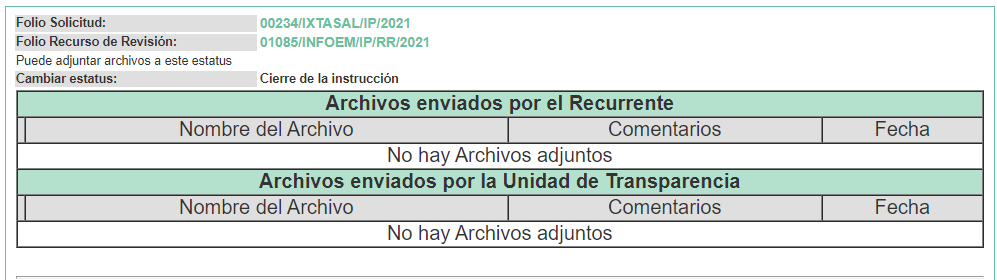 Folio Solicitud: 00234/IXTASAL/IP/2021
Folio Recurso de Revisión: 01085/INFOEM/IP/RR/2021
Puede adjuntar archivos a este estatus
Cambiar estatus: Cierre de la instrucción
Archivos enviados por el Recurrente
Nombre del Archivo Comentarios Fecha
No hay Archivos adjuntos
Archivos enviados por la Unidad de Transparencia
Nombre del Archivo Comentarios Fecha
No hay Archivos adjuntos